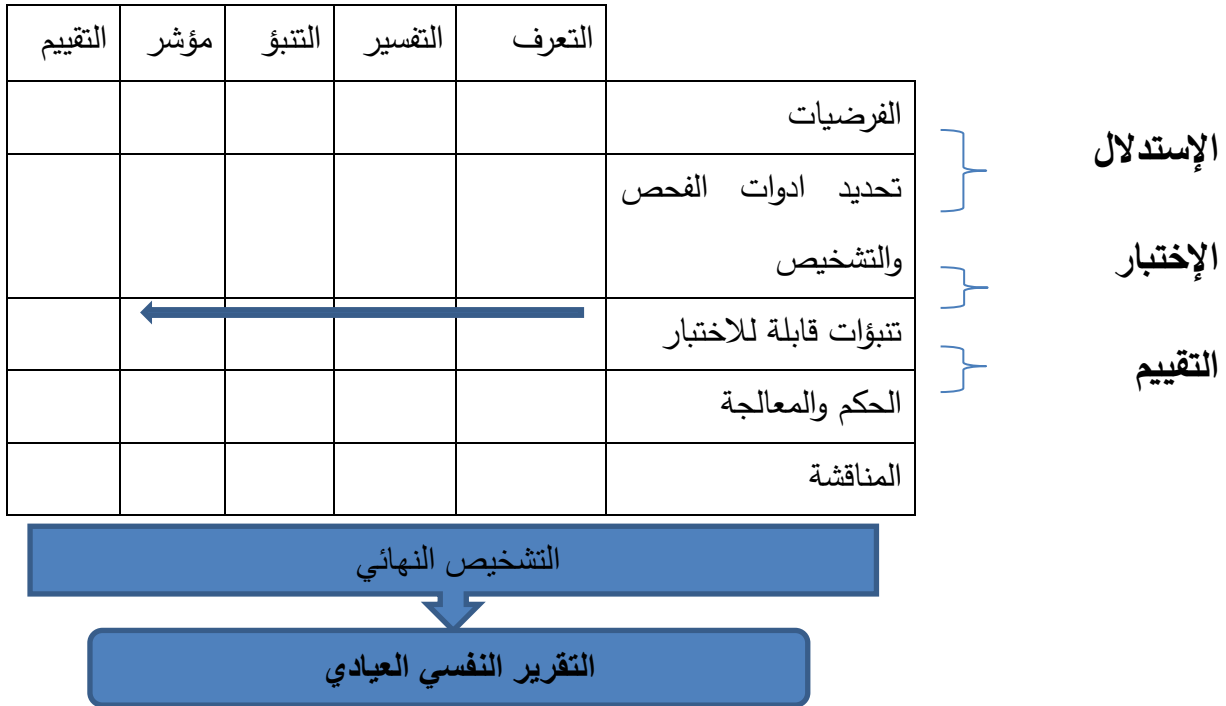 التعرف التفسير التنبؤ مؤشر التقييم
الفرضيات
الإستدلال
تحديد ادوات الفحص
والتشخيص
الإختبار
تنبؤات قابلة للاختبار
التقييم
الحكم والمعالجة
المناقشة
التشخيص النهائي
التقرير النفسي العيادي